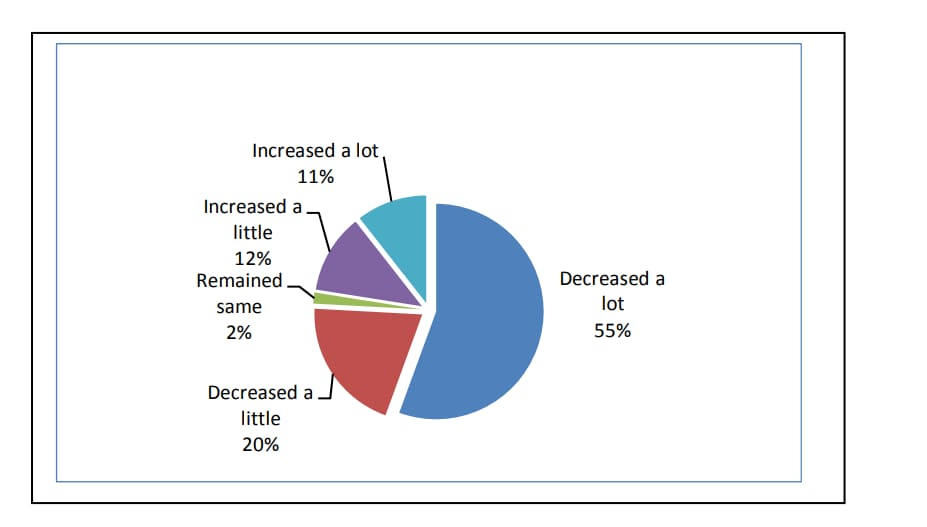 Increased a lot
11%
Increased a
little
12%
Remained
same
2%
Decreased a
little
20%
Decreased a
lot
55%